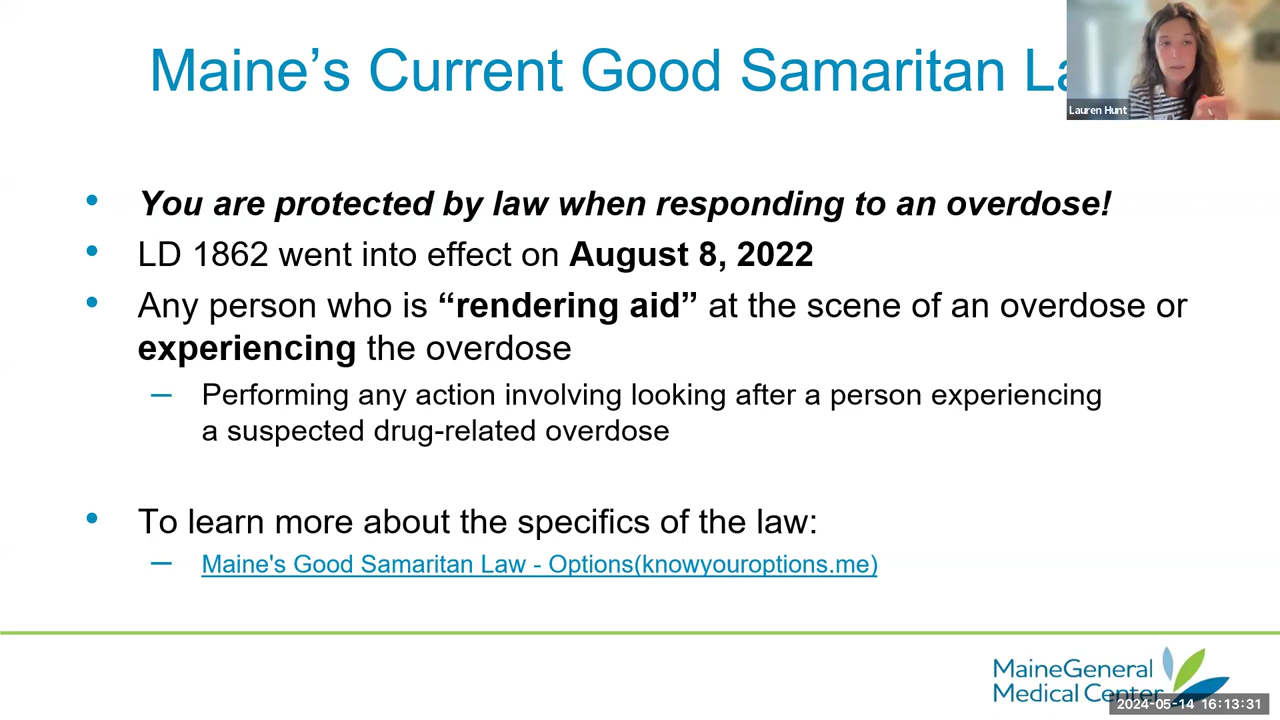 Maine’s Current Good Samaritan La
Lauren Hunt
• You are protected by law when responding to an overdose!
• LD 1862 went into effect on August 8, 2022
• Any person who is “rendering aid” at the scene of an overdose or
experiencing the overdose
– Performing any action involving looking after a person experiencing
a suspected drug-related overdose
• To learn more about the specifics of the law:
– Maine's Good Samaritan Law - Options(knowyouroptions.me)
MaineGeneral
Medical Center
2024-05-14 16:13:31